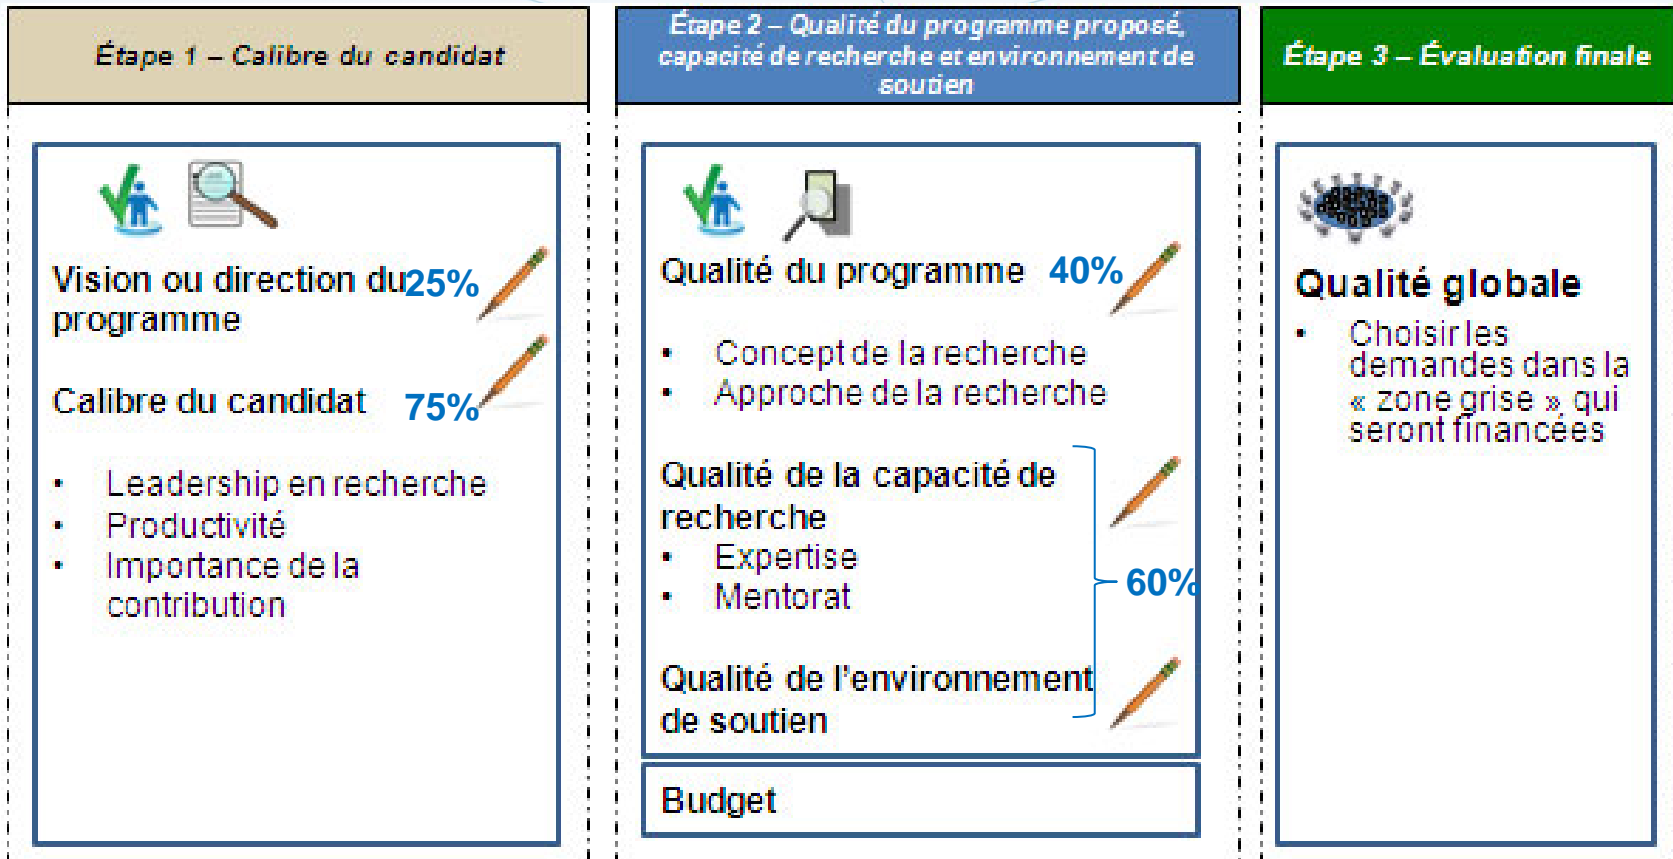 Étape 1 – Calibre du candidat
Vision ou direction du 25%
programme
Calibre du candidat 75%
• Leadership en recherche
• Productivité
• Importance de la
contribution
Étape 2 – Qualité du programme proposé,
capacité de recherche et environnement de
soutien
Qualité du programme 40%
• Concept de la recherche
• Approche de la recherche
Qualité de la capacité de
recherche
• Expertise
• Mentorat
60%
Qualité de l'environnement
de soutien
Budget
Étape 3 – Évaluation finale
Qualité globale
• Choisir les
demandes dans la
« zone grise » qui
seront financées